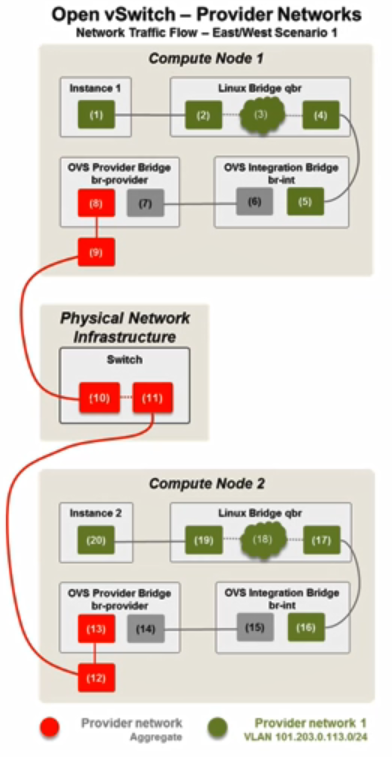 Open vSwitch – Provider Networks
Network Traffic Flow – East/West Scenario 1
Compute Node 1
Instance 1
Linux Bridge qbr
(1)
(2)
(3)
(4)
OVS Provider Bridge
br-provider
OVS Integration Bridge
br-int
(8)
(7)
(6)
(5)
(9)
Physical Network
Infrastructure
Switch
(10)
(11)
Compute Node 2
Instance 2
Linux Bridge qbr
(20)
(19)
(18)
(17)
OVS Provider Bridge
br-provider
OVS Integration Bridge
br-int
(13)
(14)
(15)
(16)
(12)
Provider network
Aggregate
Provider network 1
VLAN 101.203.0.113.0/24